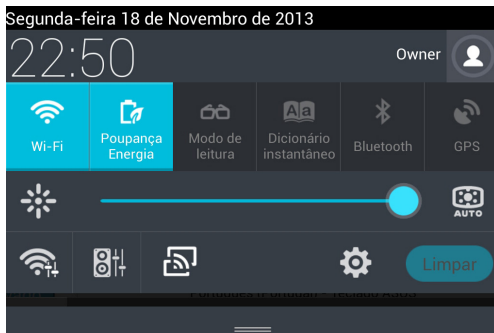 Segunda-feira 18 de Novembro de 2013
22:50
Owner
Wi-Fi
Poupança
Energia
Modo de
leitura
Aa
Dicionário
instantâneo
Bluetooth
GPS
AUTO
Limpar